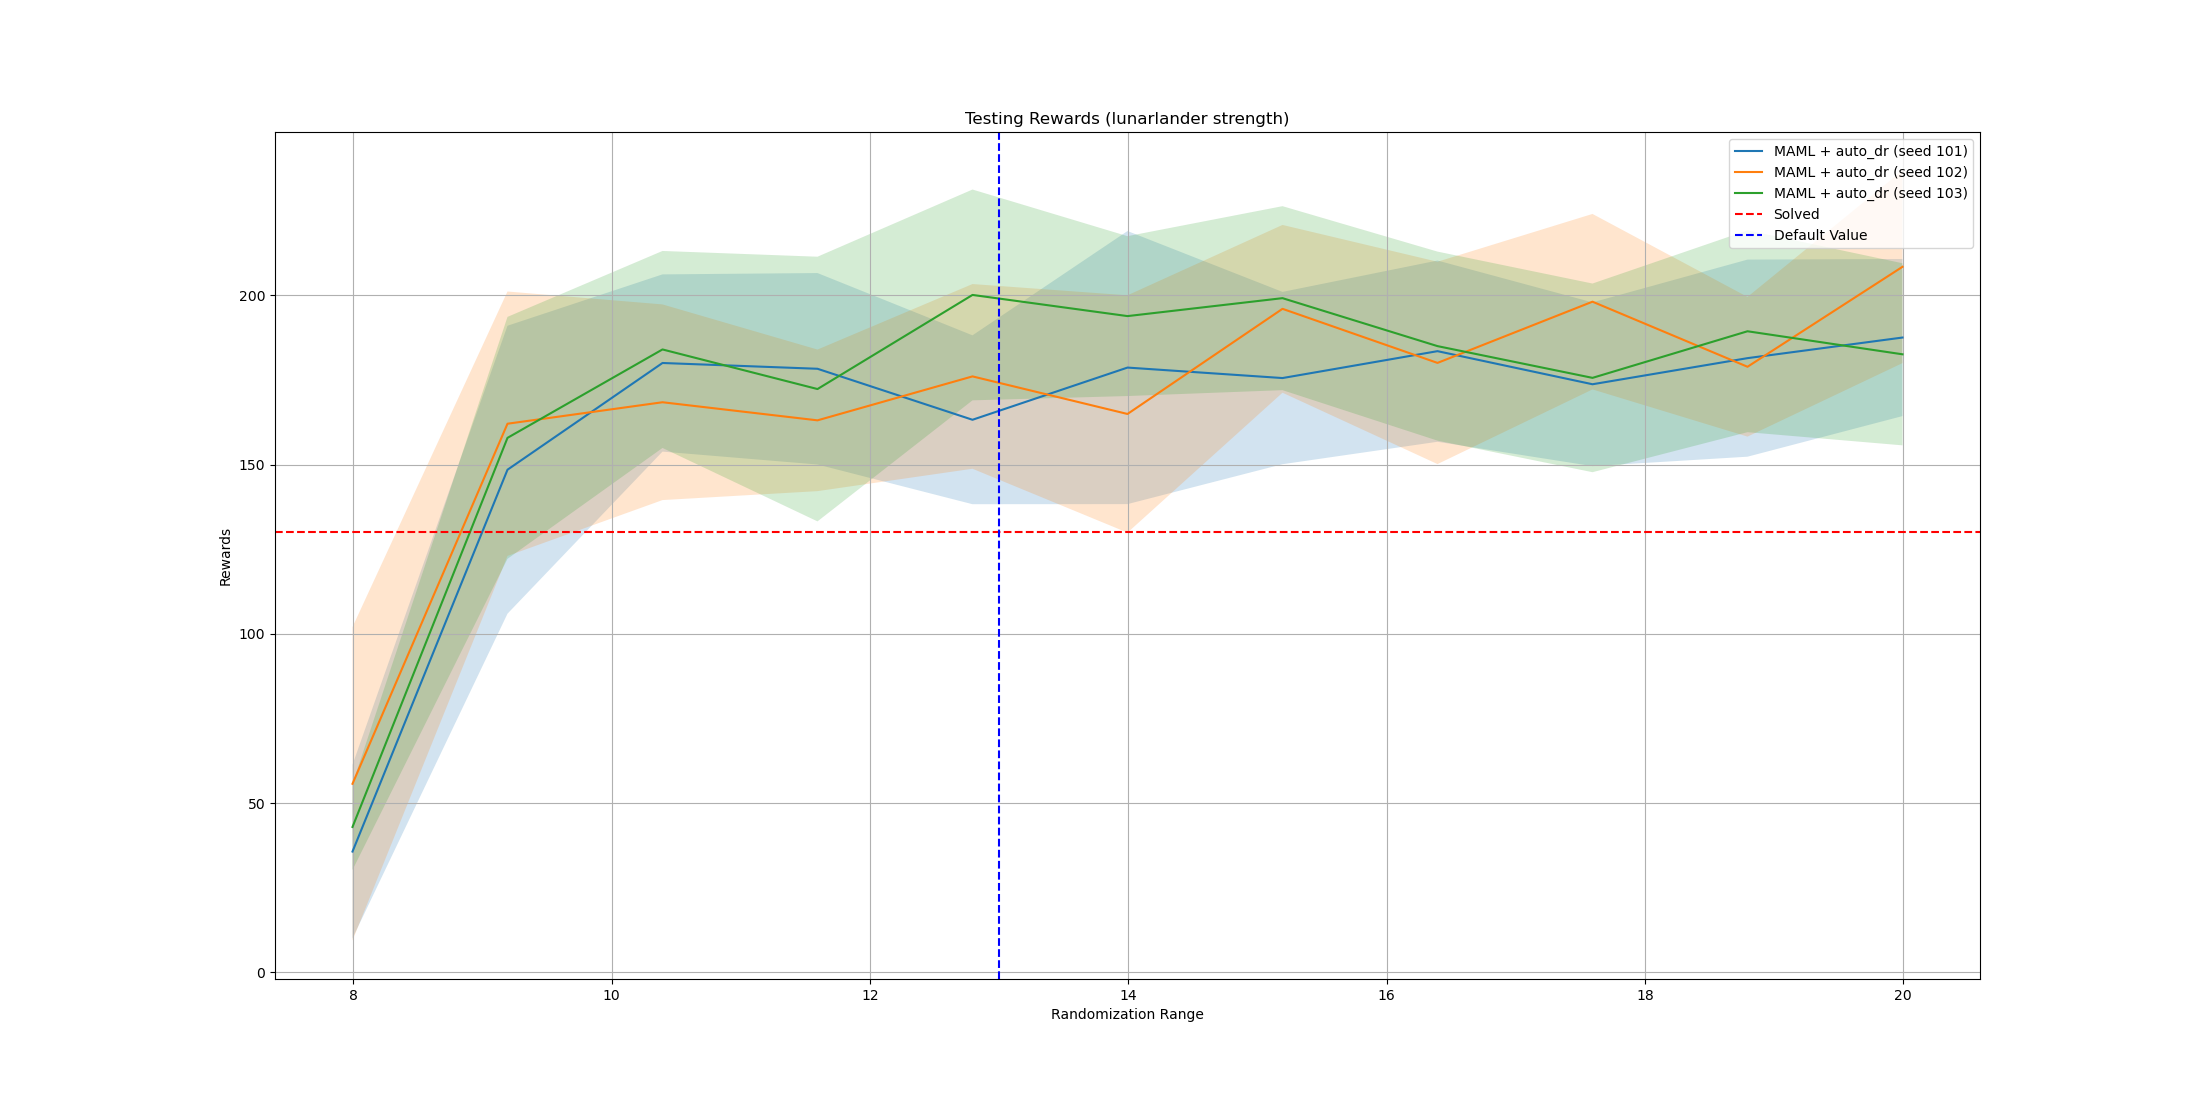 Testing Rewards (lunarlander strength)
MAML + auto_dr (seed 101)
MAML + auto_dr (seed 102)
MAML + auto_dr (seed 103)
Solved
Default Value
Rewards
200
150
100
50
0
8 10 12 14 16 18 20
Randomization Range